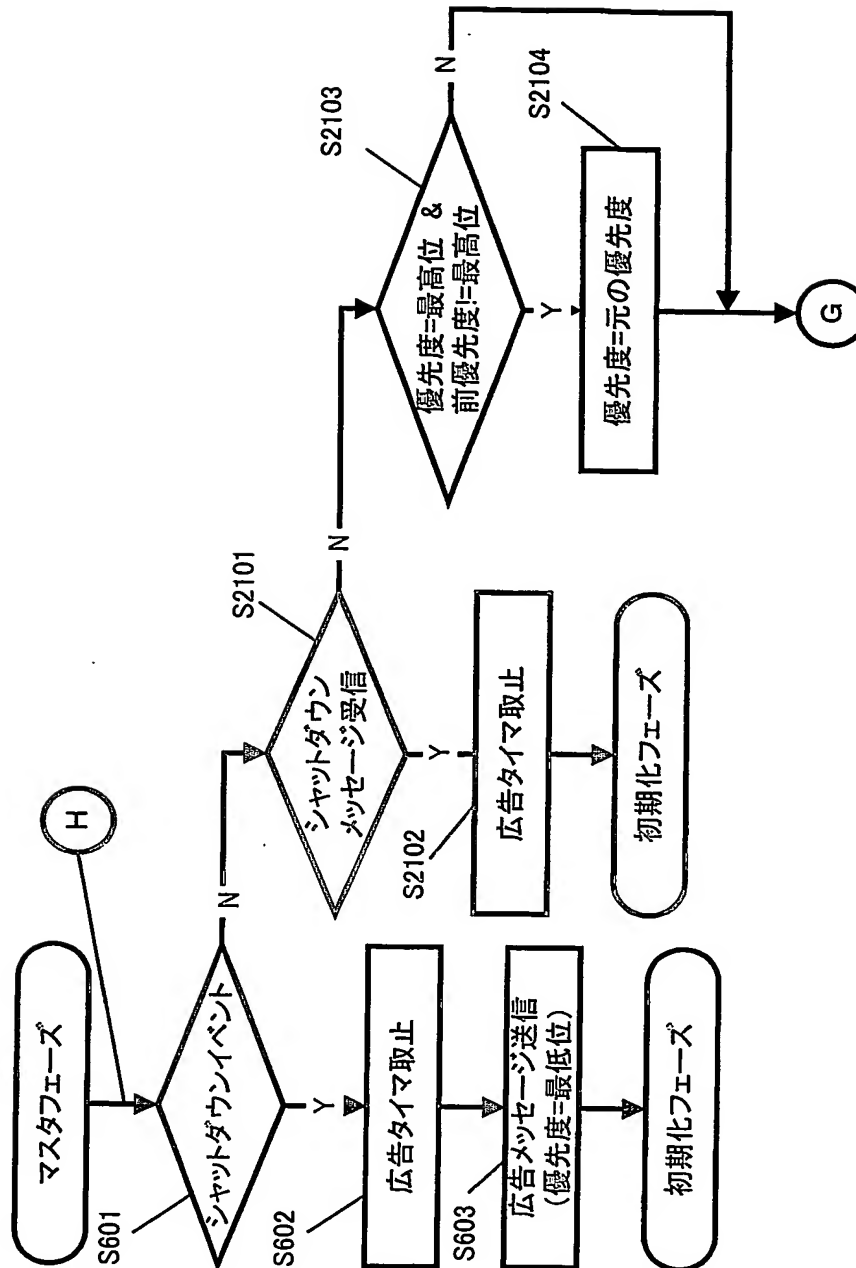 マスタフェーズ
H
S601
シャットダウンイベント
N
Y
S602
広告タイマ取止
S603
広告メッセージ送信
(優先度=最低位)
初期化フェーズ
S2101
シャットダウン
メッセージ受信
N
Y
S2102
広告タイマ取止
初期化フェーズ
S2103
優先度=最高位 &
前優先度!=最高位
N
Y
S2104
優先度=元の優先度
G